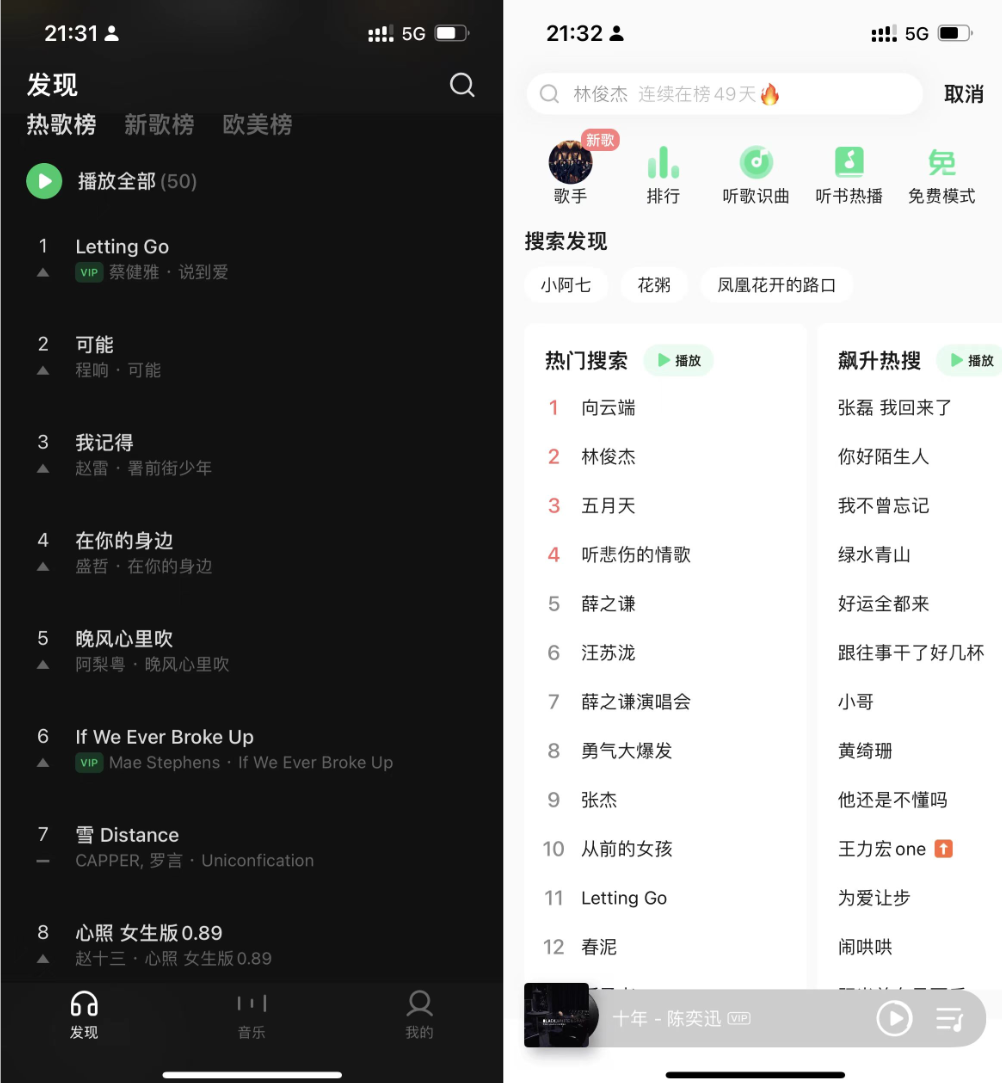 21:31
5G
发现
热歌榜 新歌榜 欧美榜
播放全部(50)
1 Letting Go
VIP 蔡健雅 · 说到爱
2 可能
程响 · 可能
3 我记得
赵雷 · 署前街少年
4 在你的身边
盛哲 · 在你的身边
5 晚风心里吹
阿梨粤 · 晚风心里吹
6 If We Ever Broke Up
VIP Mae Stephens · If We Ever Broke Up
7 雪 Distance
CAPPER, 罗言 · Uniconfication
8 心照 女生版0.89
赵十三 · 心照 女生版0.89
发现 音乐 我的
21:32
5G
林俊杰 连续在榜49天 取消
新歌
歌手 排行 听歌识曲 听书热播 免费模式
免
搜索发现
小阿七 花粥 凤凰花开的路口
热门搜索 播放
1 向云端
2 林俊杰
3 五月天
4 听悲伤的情歌
5 薛之谦
6 汪苏泷
7 薛之谦演唱会
8 勇气大爆发
9 张杰
10 从前的女孩
11 Letting Go
12 春泥
飙升热搜 播放
张磊 我回来了
你好陌生人
我不曾忘记
绿水青山
好运全都来
跟往事干了好几杯
小哥
黄绮珊
他还是不懂吗
王力宏one
为爱让步
闹哄哄
十年 - 陈奕迅 VIP